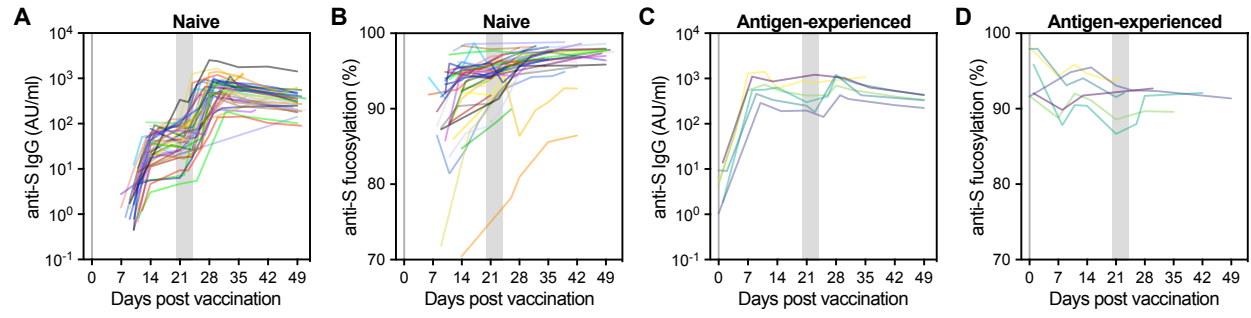 A
Naive
anti-S IgG (AU/ml)
10^4
10^3
10^2
10^1
10^0
10^-1
0 7 14 21 28 35 42 49
Days post vaccination
B
Naive
anti-S fucosylation (%)
100
90
80
70
0 7 14 21 28 35 42 49
Days post vaccination
C
Antigen-experienced
anti-S IgG (AU/ml)
10^4
10^3
10^2
10^1
10^0
10^-1
0 7 14 21 28 35 42 49
Days post vaccination
D
Antigen-experienced
anti-S fucosylation (%)
100
90
80
70
0 7 14 21 28 35 42 49
Days post vaccination